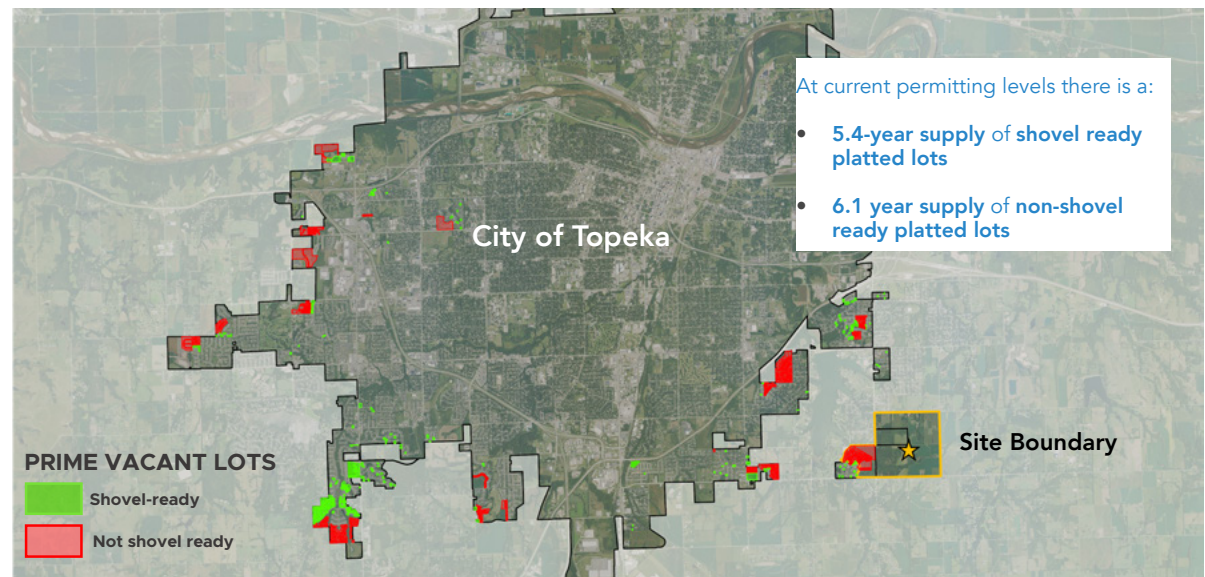 At current permitting levels there is a:
• 5.4-year supply of shovel ready
platted lots
• 6.1 year supply of non-shovel
ready platted lots
City of Topeka
Site Boundary
PRIME VACANT LOTS
Shovel-ready
Not shovel ready